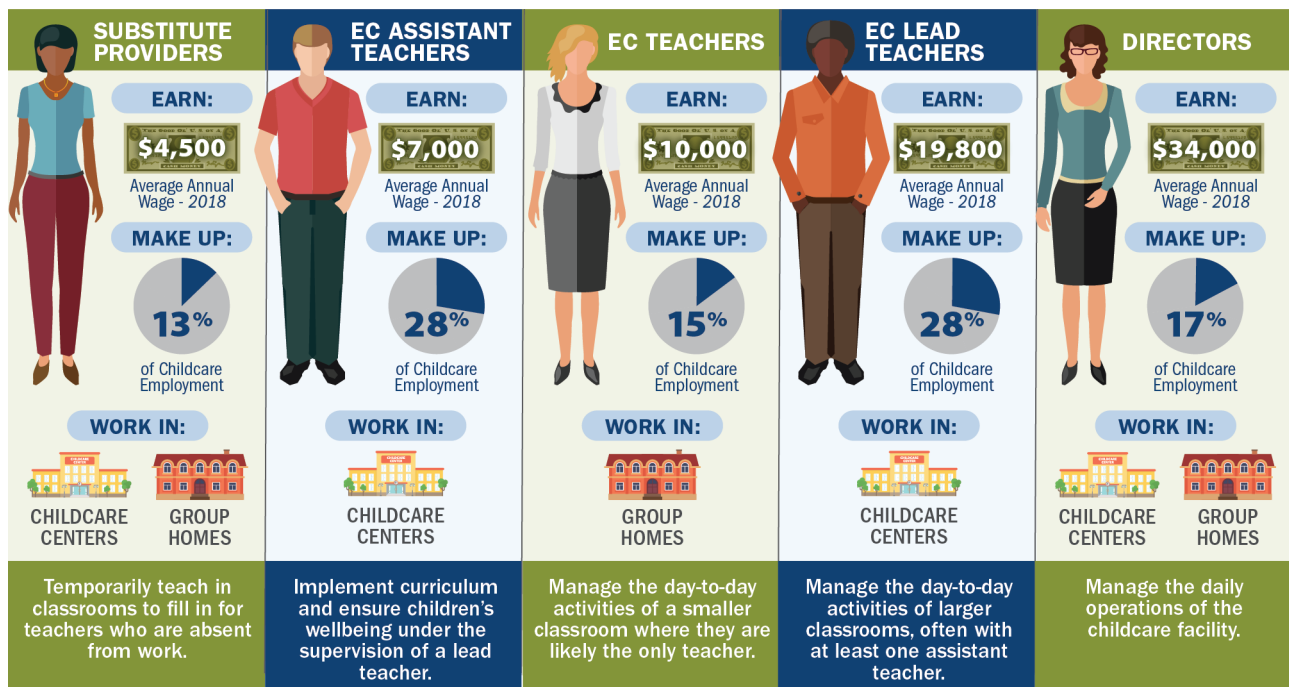 SUBSTITUTE
PROVIDERS
EARN:
$4,500
Average Annual
Wage - 2018
MAKE UP:
13%
of Childcare
Employment
WORK IN:
CHILDCARE
CENTERS
GROUP
HOMES
Temporarily teach in
classrooms to fill in for
teachers who are absent
from work.
EC ASSISTANT
TEACHERS
EARN:
$7,000
Average Annual
Wage - 2018
MAKE UP:
28%
of Childcare
Employment
WORK IN:
CHILDCARE
CENTERS
Implement curriculum
and ensure children’s
wellbeing under the
supervision of a lead
teacher.
EC TEACHERS
EARN:
$10,000
Average Annual
Wage - 2018
MAKE UP:
15%
of Childcare
Employment
WORK IN:
GROUP
HOMES
Manage the day-to-day
activities of a smaller
classroom where they are
likely the only teacher.
EC LEAD
TEACHERS
EARN:
$19,800
Average Annual
Wage - 2018
MAKE UP:
28%
of Childcare
Employment
WORK IN:
CHILDCARE
CENTERS
Manage the day-to-day
activities of larger
classrooms, often with
at least one assistant
teacher.
DIRECTORS
EARN:
$34,000
Average Annual
Wage - 2018
MAKE UP:
17%
of Childcare
Employment
WORK IN:
CHILDCARE
CENTERS
GROUP
HOMES
Manage the daily
operations of the
childcare facility.